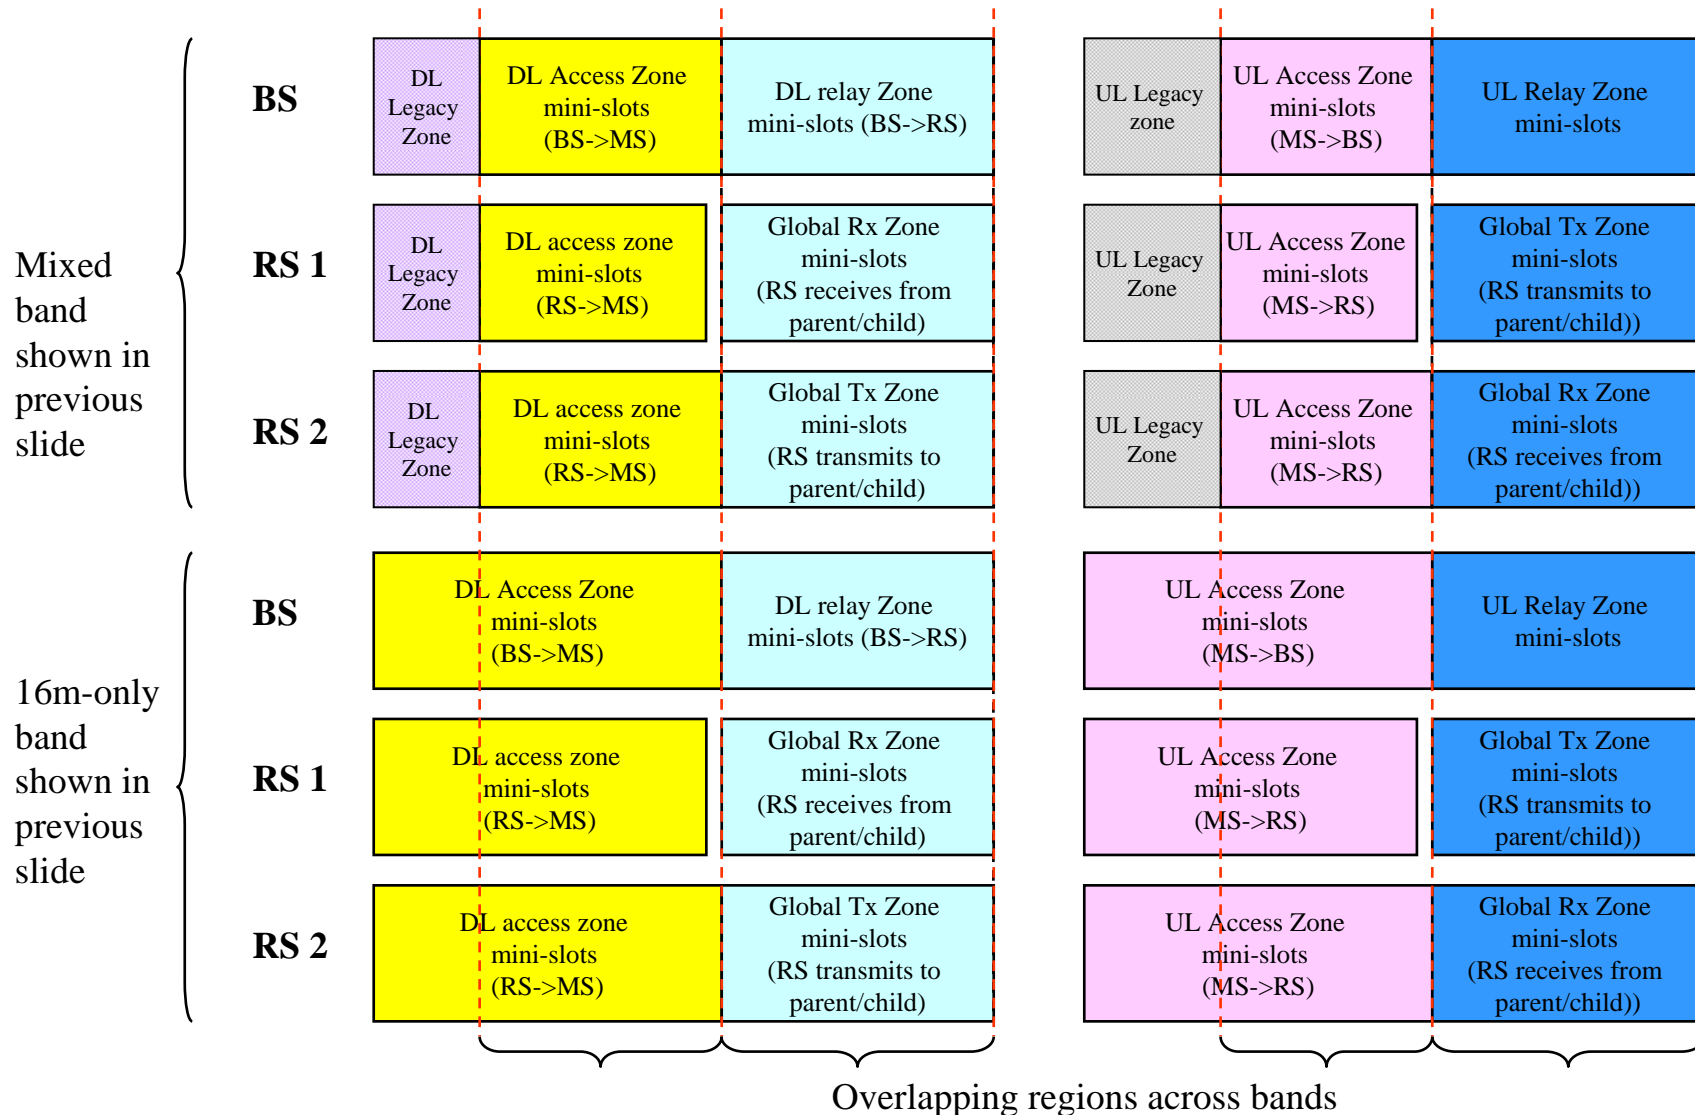 Mixed
band
shown in
previous
slide
BS
DL
Legacy
Zone
DL Access Zone
mini-slots
(BS->MS)
DL relay Zone
mini-slots (BS->RS)
UL Legacy
zone
UL Access Zone
mini-slots
(MS->BS)
UL Relay Zone
mini-slots
RS 1
DL
Legacy
Zone
DL access zone
mini-slots
(RS->MS)
Global Rx Zone
mini-slots
(RS receives from
parent/child)
UL Legacy
Zone
UL Access Zone
mini-slots
(MS->RS)
Global Tx Zone
mini-slots
(RS transmits to
parent/child))
RS 2
DL
Legacy
Zone
DL access zone
mini-slots
(RS->MS)
Global Tx Zone
mini-slots
(RS transmits to
parent/child)
UL Legacy
Zone
UL Access Zone
mini-slots
(MS->RS)
Global Rx Zone
mini-slots
(RS receives from
parent/child))
16m-only
band
shown in
previous
slide
BS
DL Access Zone
mini-slots
(BS->MS)
DL relay Zone
mini-slots (BS->RS)
UL Access Zone
mini-slots
(MS->BS)
UL Relay Zone
mini-slots
RS 1
DL access zone
mini-slots
(RS->MS)
Global Rx Zone
mini-slots
(RS receives from
parent/child)
UL Access Zone
mini-slots
(MS->RS)
Global Tx Zone
mini-slots
(RS transmits to
parent/child))
RS 2
DL access zone
mini-slots
(RS->MS)
Global Tx Zone
mini-slots
(RS transmits to
parent/child)
UL Access Zone
mini-slots
(MS->RS)
Global Rx Zone
mini-slots
(RS receives from
parent/child))
Overlapping regions across bands